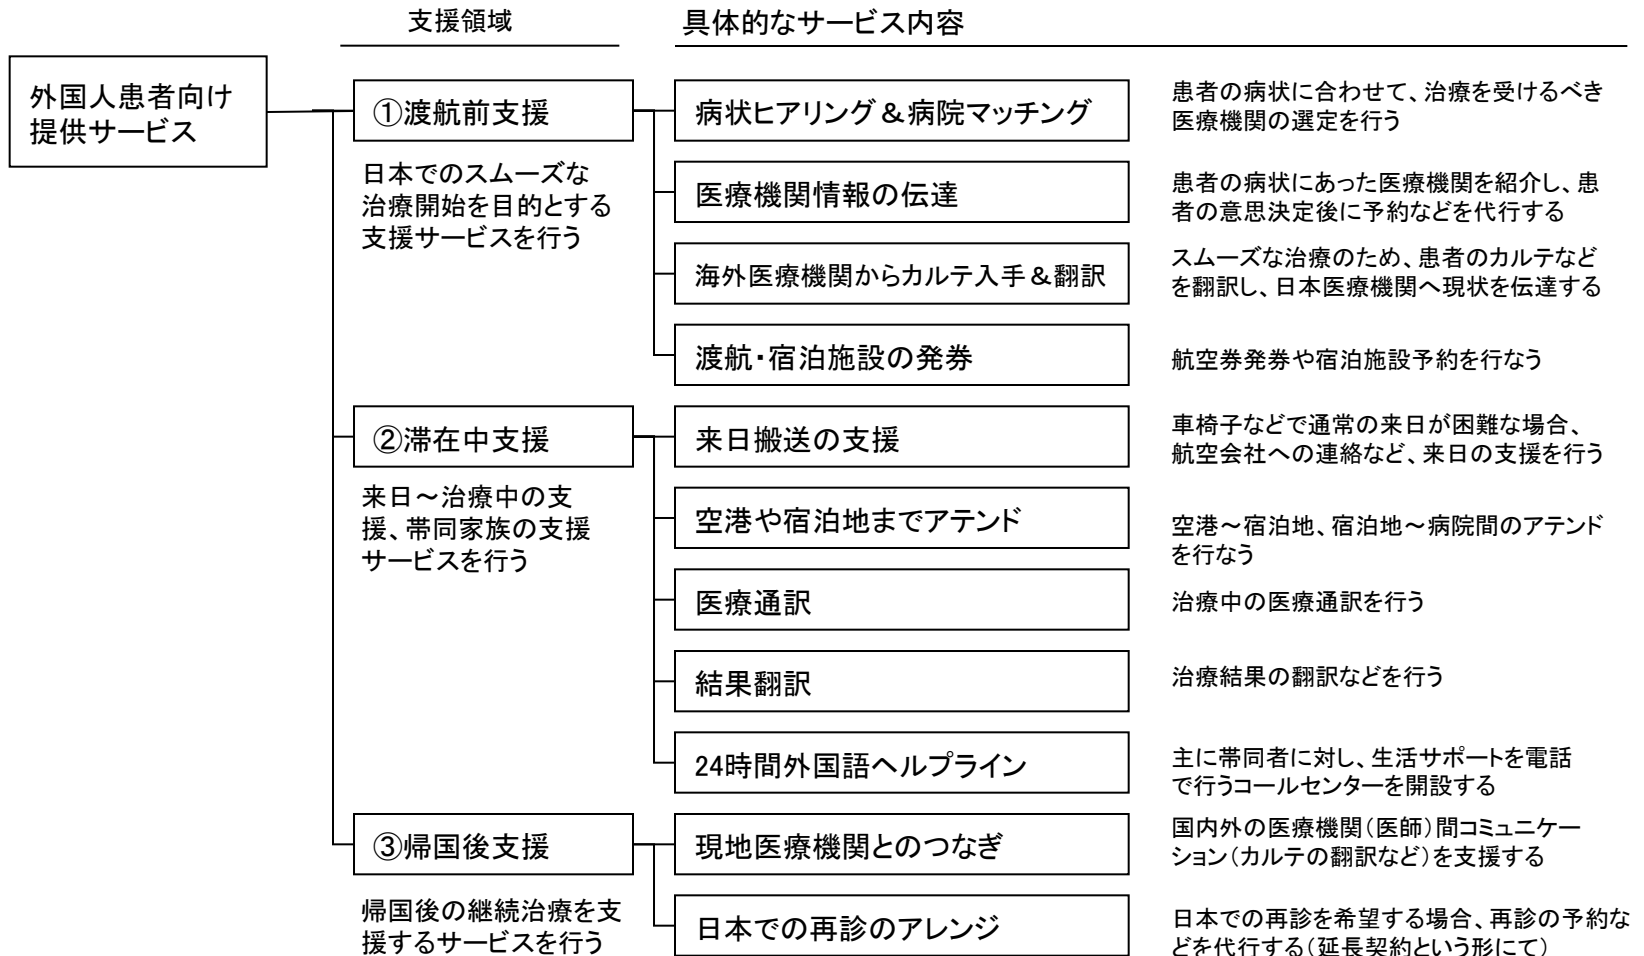 支援領域
具体的なサービス内容
外国人患者向け
提供サービス
①渡航前支援
日本でのスムーズな
治療開始を目的とする
支援サービスを行う
病状ヒアリング＆病院マッチング
患者の病状に合わせて、治療を受けるべき
医療機関の選定を行う
医療機関情報の伝達
患者の病状にあった医療機関を紹介し、患
者の意思決定後に予約などを代行する
海外医療機関からカルテ入手＆翻訳
スムーズな治療のため、患者のカルテなど
を翻訳し、日本医療機関へ現状を伝達する
渡航・宿泊施設の発券
航空券発券や宿泊施設予約を行なう
②滞在中支援
来日～治療中の支
援、帯同家族の支援
サービスを行う
来日搬送の支援
車椅子などで通常の来日が困難な場合、
航空会社への連絡など、来日の支援を行う
空港や宿泊地までアテンド
空港～宿泊地、宿泊地～病院間のアテンド
を行なう
医療通訳
治療中の医療通訳を行う
結果翻訳
治療結果の翻訳などを行う
24時間外国語ヘルプライン
主に帯同者に対し、生活サポートを電話
で行うコールセンターを開設する
③帰国後支援
帰国後の継続治療を支
援するサービスを行う
現地医療機関とのつなぎ
国内外の医療機関（医師）間コミュニケー
ション（カルテの翻訳など）を支援する
日本での再診のアレンジ
日本での再診を希望する場合、再診の予約な
どを代行する（延長契約という形にて）